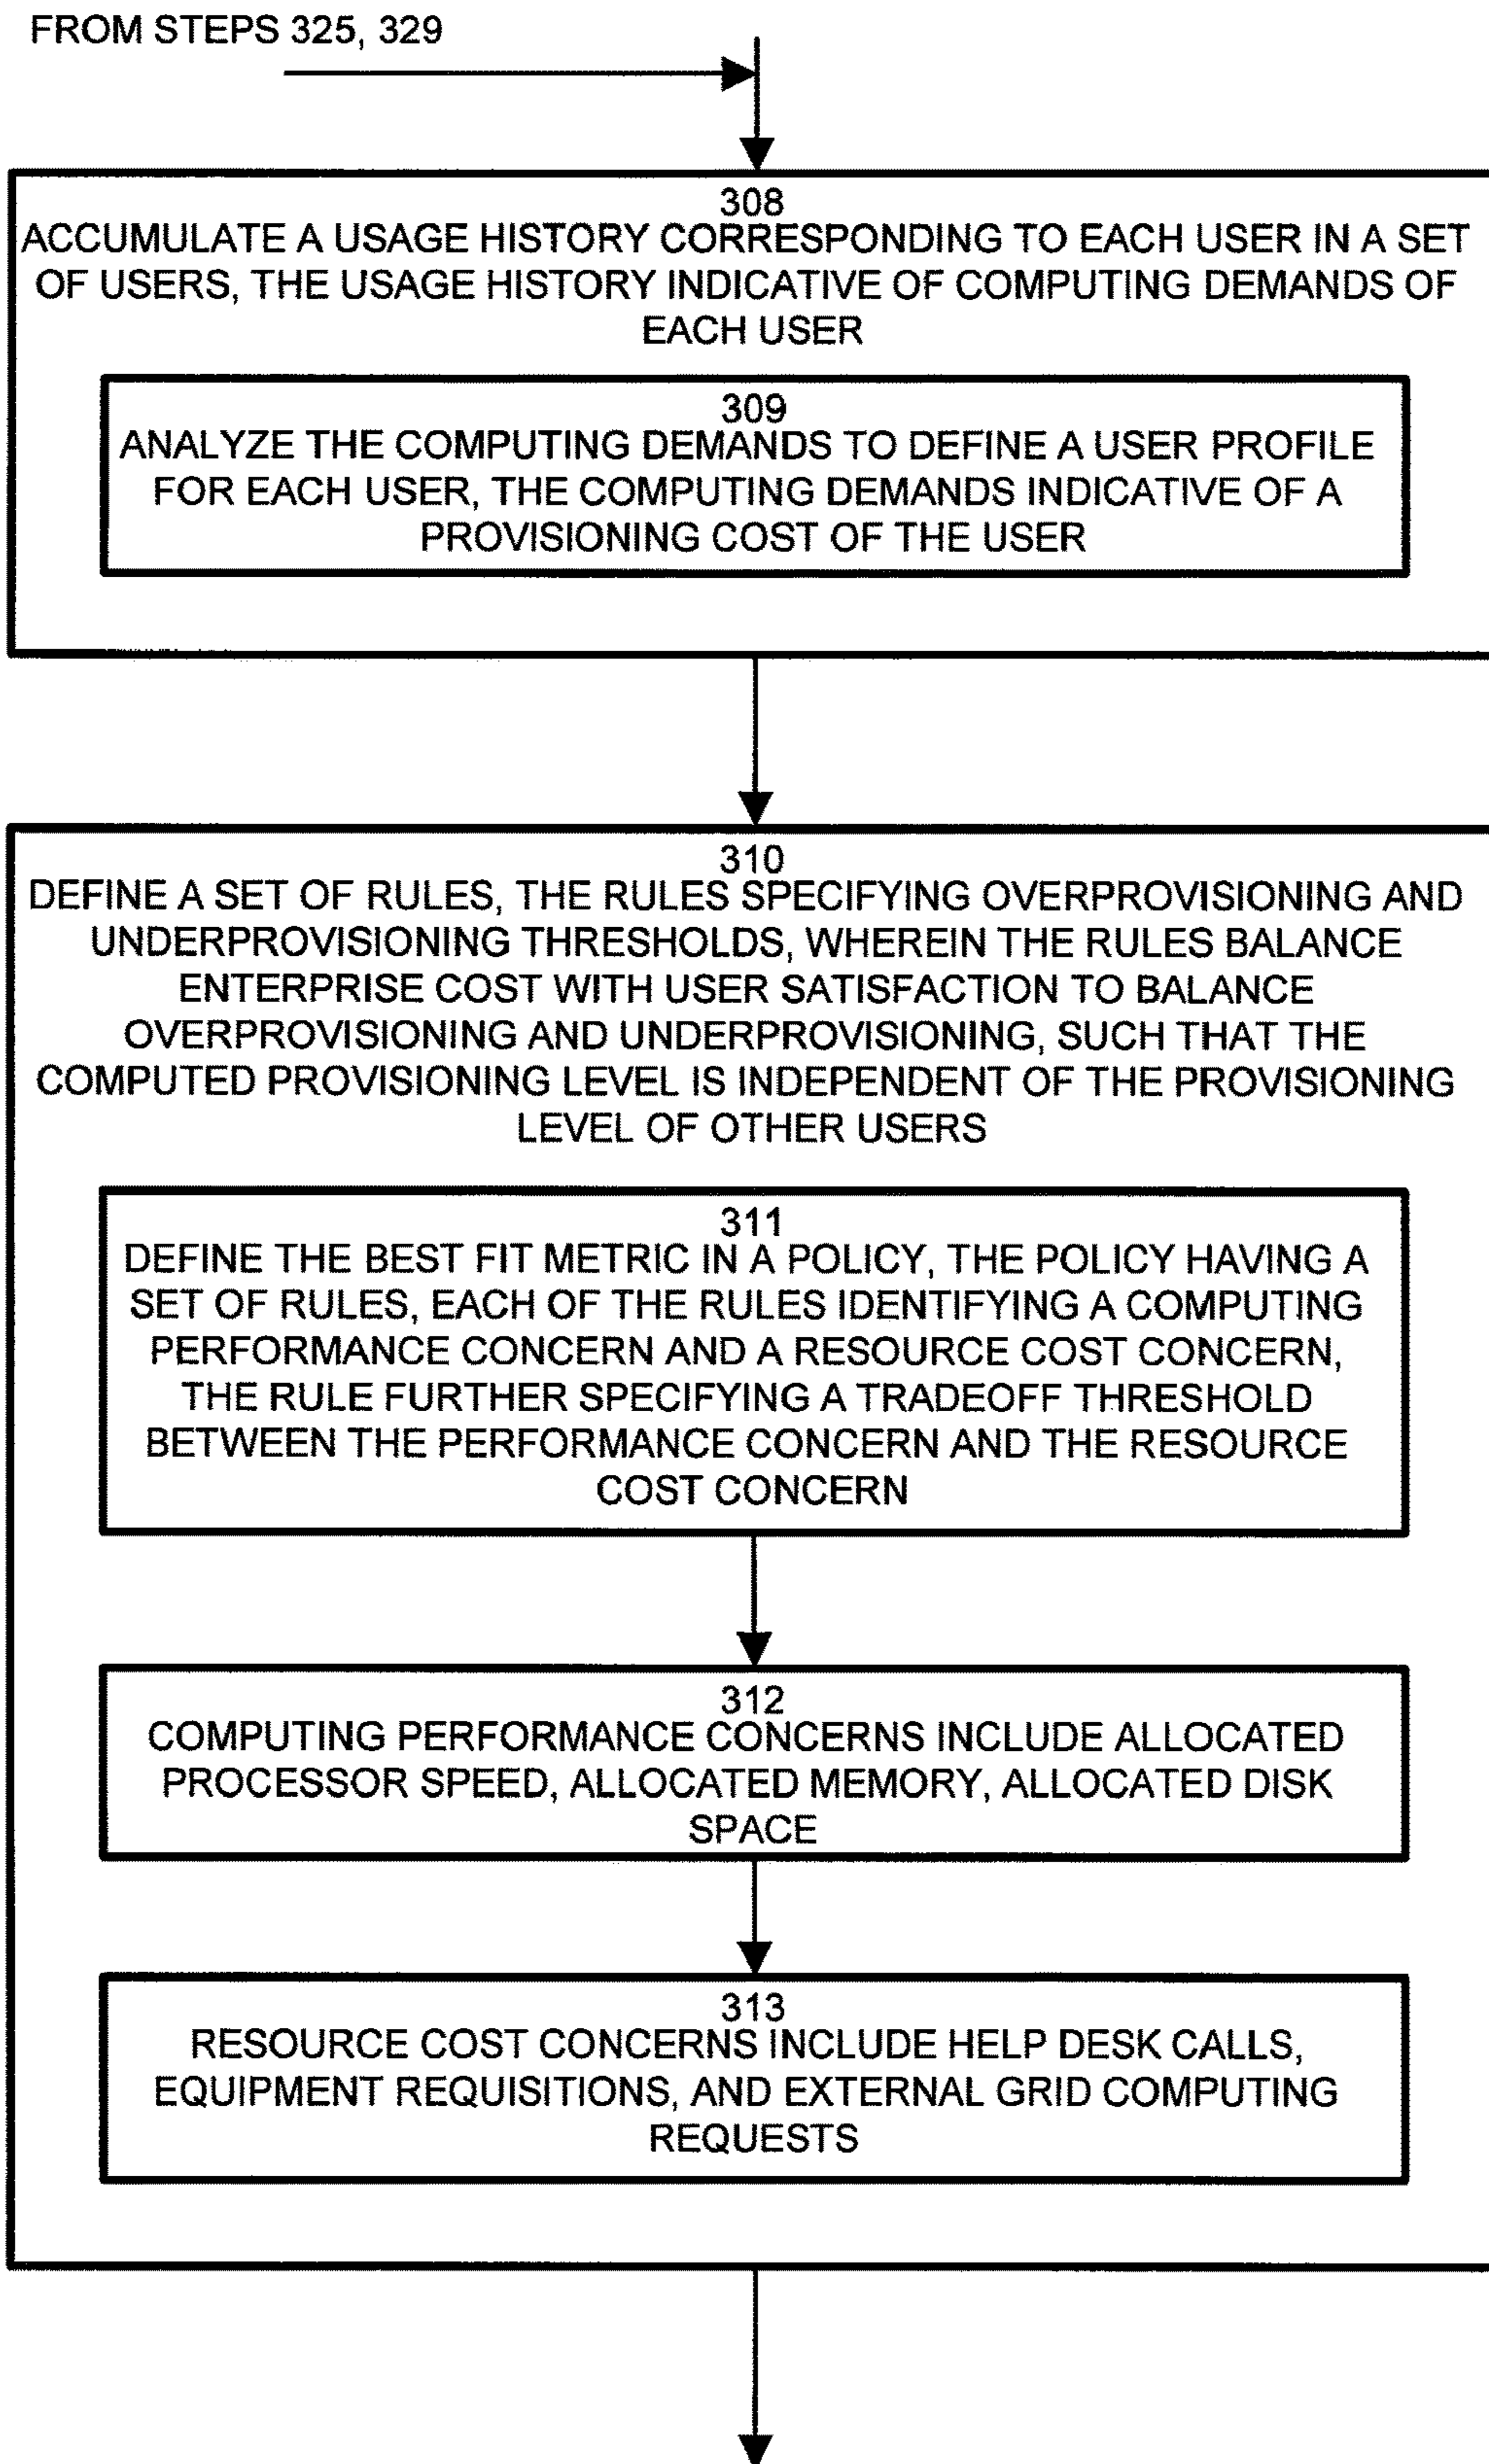 FROM STEPS 325, 329
308
ACCUMULATE A USAGE HISTORY CORRESPONDING TO EACH USER IN A SET
OF USERS, THE USAGE HISTORY INDICATIVE OF COMPUTING DEMANDS OF
EACH USER
309
ANALYZE THE COMPUTING DEMANDS TO DEFINE A USER PROFILE
FOR EACH USER, THE COMPUTING DEMANDS INDICATIVE OF A
PROVISIONING COST OF THE USER
310
DEFINE A SET OF RULES, THE RULES SPECIFYING OVERPROVISIONING AND
UNDERPROVISIONING THRESHOLDS, WHEREIN THE RULES BALANCE
ENTERPRISE COST WITH USER SATISFACTION TO BALANCE
OVERPROVISIONING AND UNDERPROVISIONING, SUCH THAT THE
COMPUTED PROVISIONING LEVEL IS INDEPENDENT OF THE PROVISIONING
LEVEL OF OTHER USERS
311
DEFINE THE BEST FIT METRIC IN A POLICY, THE POLICY HAVING A
SET OF RULES, EACH OF THE RULES IDENTIFYING A COMPUTING
PERFORMANCE CONCERN AND A RESOURCE COST CONCERN,
THE RULE FURTHER SPECIFYING A TRADEOFF THRESHOLD
BETWEEN THE PERFORMANCE CONCERN AND THE RESOURCE
COST CONCERN
312
COMPUTING PERFORMANCE CONCERNS INCLUDE ALLOCATED
PROCESSOR SPEED, ALLOCATED MEMORY, ALLOCATED DISK
SPACE
313
RESOURCE COST CONCERNS INCLUDE HELP DESK CALLS,
EQUIPMENT REQUISITIONS, AND EXTERNAL GRID COMPUTING
REQUESTS